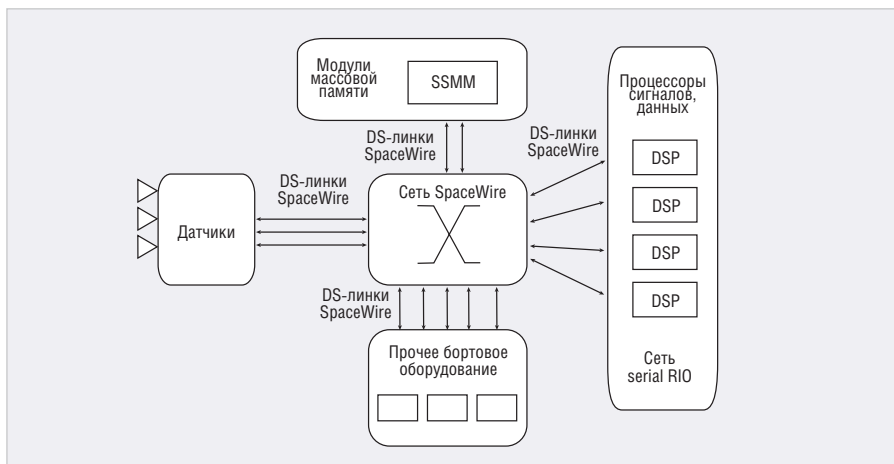 Модули
массовой
памяти
SSMM
DS-линки
SpaceWire
Процессоры
сигналов,
данных
DSP
DSP
DSP
DSP
Сеть
serial RIO
DS-линки
SpaceWire
DS-линки
SpaceWire
Датчики
Сеть SpaceWire
DS-линки
SpaceWire
Прочее бортовое
оборудование